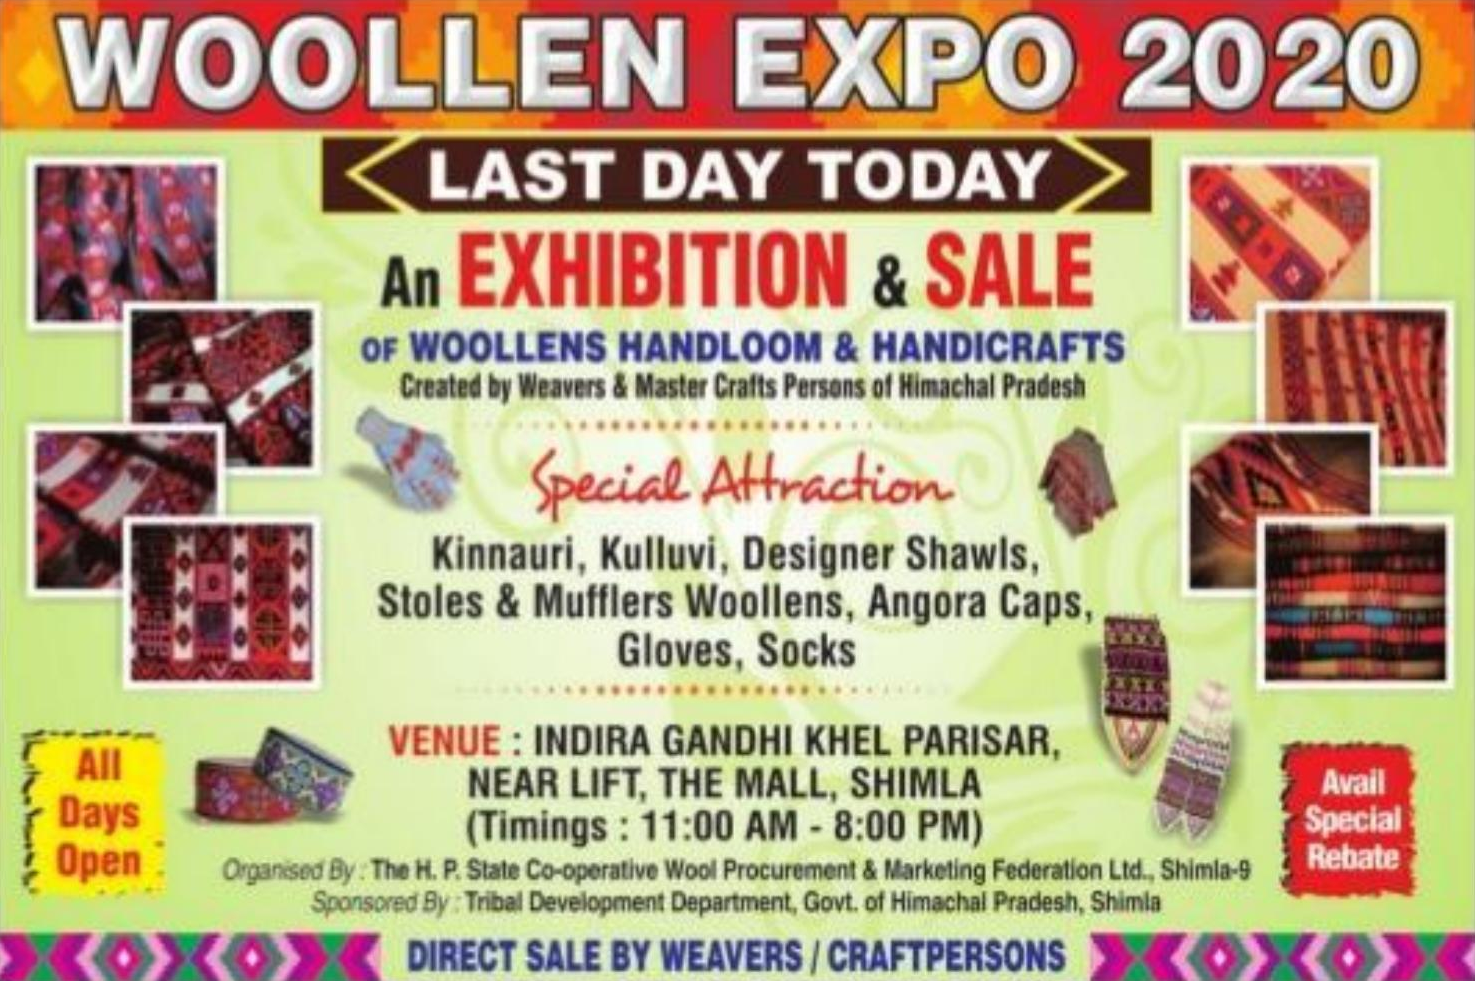 WOOLLEN EXPO 2020
LAST DAY TODAY
An EXHIBITION & SALE
OF WOOLLENS HANDLOOM & HANDICRAFTS
Created by Weavers & Master Crafts Persons of Himachal Pradesh
Special Attraction
Kinnauri, Kulluvi, Designer Shawls,
Stoles & Mufflers Woollens, Angora Caps,
Gloves, Socks
VENUE : INDIRA GANDHI KHEL PARISAR,
NEAR LIFT, THE MALL, SHIMLA
(Timings : 11:00 AM - 8:00 PM)
All
Days
Open
Avail
Special
Rebate
Organised By : The H. P. State Co-operative Wool Procurement & Marketing Federation Ltd., Shimla-9
Sponsored By : Tribal Development Department, Govt. of Himachal Pradesh, Shimla
DIRECT SALE BY WEAVERS / CRAFTPERSONS